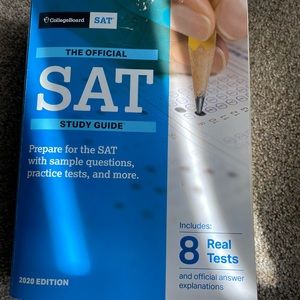 CollegeBoard SAT
THE OFFICIAL
SAT
STUDY GUIDE
Prepare for the SAT
with sample questions,
practice tests, and more.
Includes:
8 Real
Tests
and official answer
explanations
2020 EDITION